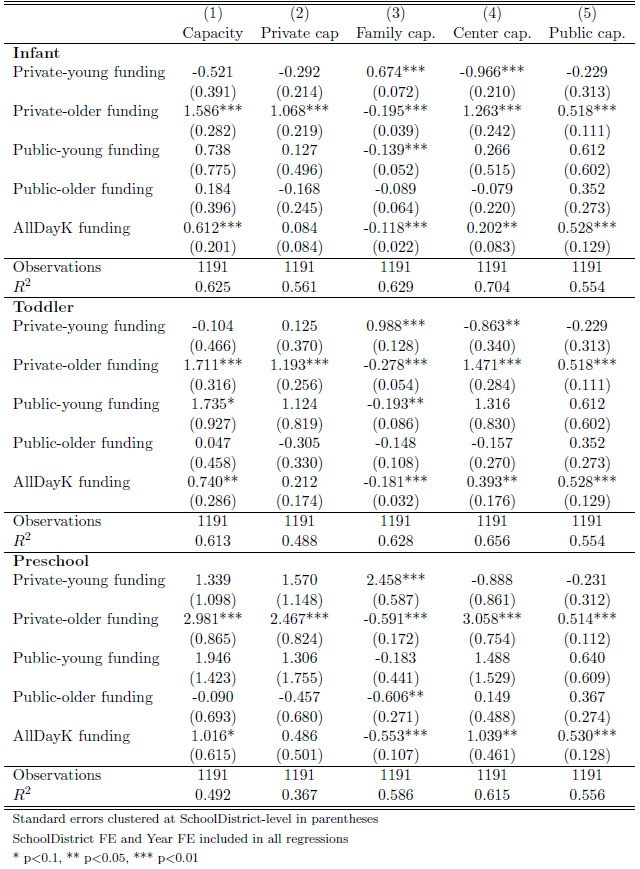 (1) (2) (3) (4) (5)
Capacity Private cap Family cap. Center cap. Public cap.
Infant
Private-young funding -0.521 -0.292 0.674*** -0.966*** -0.229
(0.391) (0.214) (0.072) (0.210) (0.313)
Private-older funding 1.586*** 1.068*** -0.195*** 1.263*** 0.518***
(0.282) (0.219) (0.039) (0.242) (0.111)
Public-young funding 0.738 0.127 -0.139*** 0.266 0.612
(0.775) (0.496) (0.052) (0.515) (0.602)
Public-older funding 0.184 -0.168 -0.089 -0.079 0.352
(0.396) (0.245) (0.064) (0.220) (0.273)
AllDayK funding 0.612*** 0.084 -0.118*** 0.202** 0.528***
(0.201) (0.084) (0.022) (0.083) (0.129)
Observations 1191 1191 1191 1191 1191
R² 0.625 0.561 0.629 0.704 0.554
Toddler
Private-young funding -0.104 0.125 0.988*** -0.863** -0.229
(0.466) (0.370) (0.128) (0.340) (0.313)
Private-older funding 1.711*** 1.193*** -0.278*** 1.471*** 0.518***
(0.316) (0.256) (0.054) (0.284) (0.111)
Public-young funding 1.735* 1.124 -0.193** 1.316 0.612
(0.927) (0.819) (0.086) (0.830) (0.602)
Public-older funding 0.047 -0.305 -0.148 -0.157 0.352
(0.458) (0.330) (0.108) (0.270) (0.273)
AllDayK funding 0.740** 0.212 -0.181*** 0.393** 0.528***
(0.286) (0.174) (0.032) (0.176) (0.129)
Observations 1191 1191 1191 1191 1191
R² 0.613 0.488 0.628 0.656 0.554
Preschool
Private-young funding 1.339 1.570 2.458*** -0.888 -0.231
(1.098) (1.148) (0.587) (0.861) (0.312)
Private-older funding 2.981*** 2.467*** -0.591*** 3.058*** 0.514***
(0.865) (0.824) (0.172) (0.754) (0.112)
Public-young funding 1.946 1.306 -0.183 1.488 0.640
(1.423) (1.755) (0.441) (1.529) (0.609)
Public-older funding -0.090 -0.457 -0.606** 0.149 0.367
(0.693) (0.680) (0.271) (0.488) (0.274)
AllDayK funding 1.016* 0.486 -0.553*** 1.039** 0.530***
(0.615) (0.501) (0.107) (0.461) (0.128)
Observations 1191 1191 1191 1191 1191
R² 0.492 0.367 0.586 0.615 0.556
Standard errors clustered at SchoolDistrict-level in parentheses
SchoolDistrict FE and Year FE included in all regressions
* p<0.1, ** p<0.05, *** p<0.01